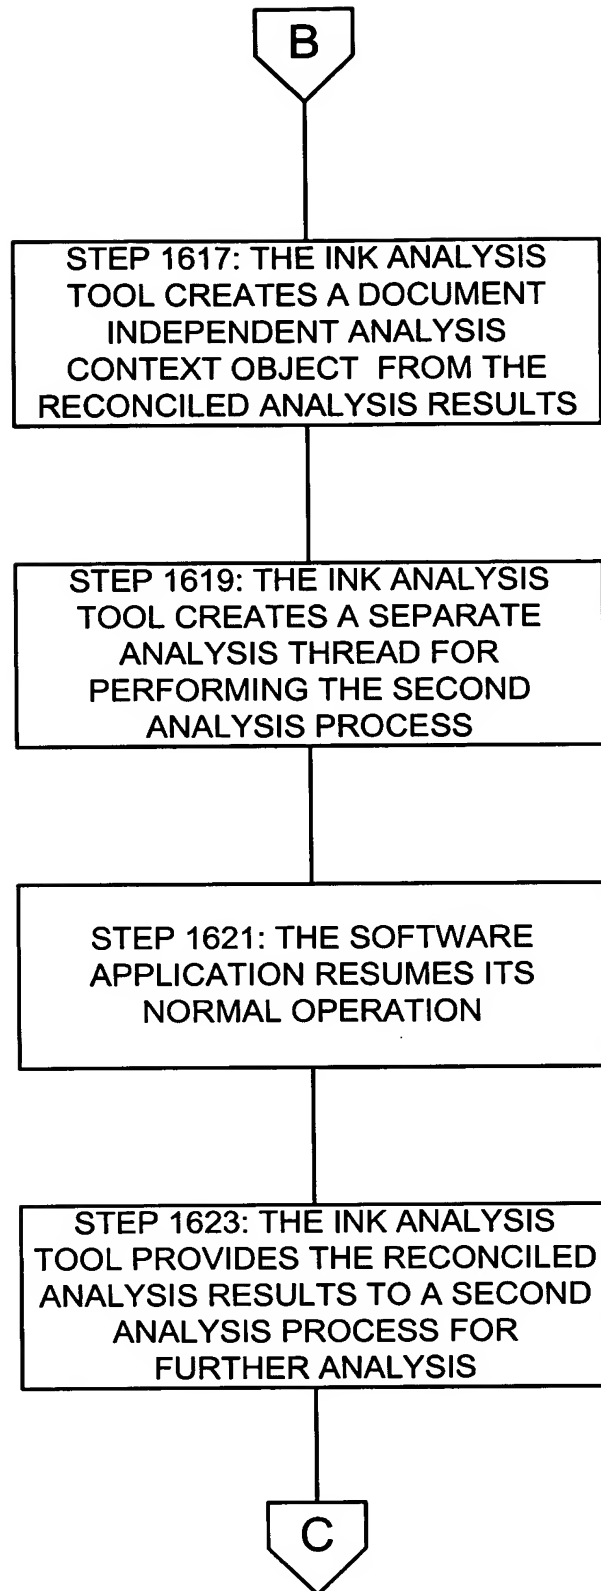 B
STEP 1617: THE INK ANALYSIS
TOOL CREATES A DOCUMENT
INDEPENDENT ANALYSIS
CONTEXT OBJECT FROM THE
RECONCILED ANALYSIS RESULTS
STEP 1619: THE INK ANALYSIS
TOOL CREATES A SEPARATE
ANALYSIS THREAD FOR
PERFORMING THE SECOND
ANALYSIS PROCESS
STEP 1621: THE SOFTWARE
APPLICATION RESUMES ITS
NORMAL OPERATION
STEP 1623: THE INK ANALYSIS
TOOL PROVIDES THE RECONCILED
ANALYSIS RESULTS TO A SECOND
ANALYSIS PROCESS FOR
FURTHER ANALYSIS
C